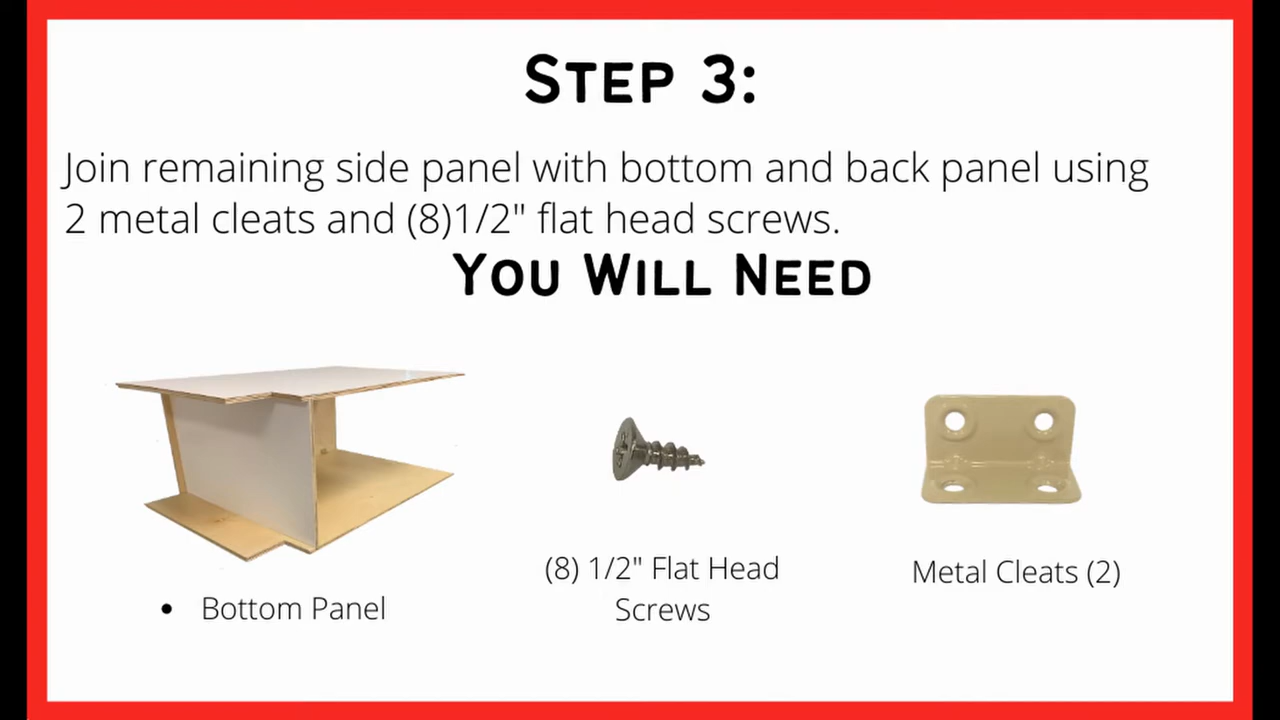 STEP 3:
Join remaining side panel with bottom and back panel using
2 metal cleats and (8)1/2" flat head screws.
YOU WILL NEED
• Bottom Panel
(8) 1/2" Flat Head
Screws
Metal Cleats (2)